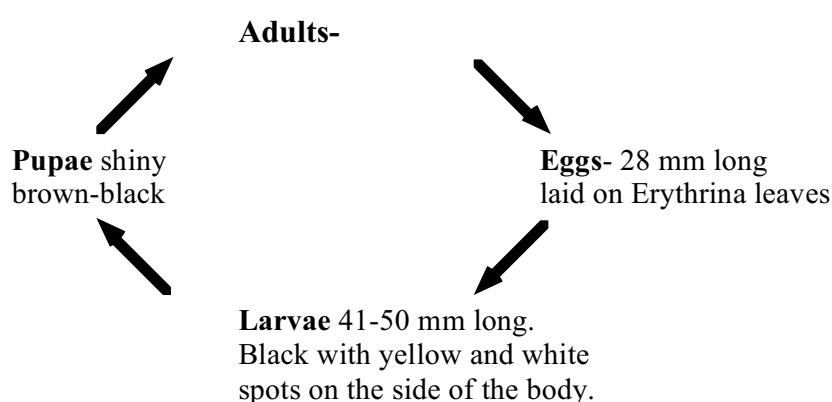 Adults-
Pupae shiny
brown-black
Eggs- 28 mm long
laid on Erythrina leaves
Larvae 41-50 mm long.
Black with yellow and white
spots on the side of the body.